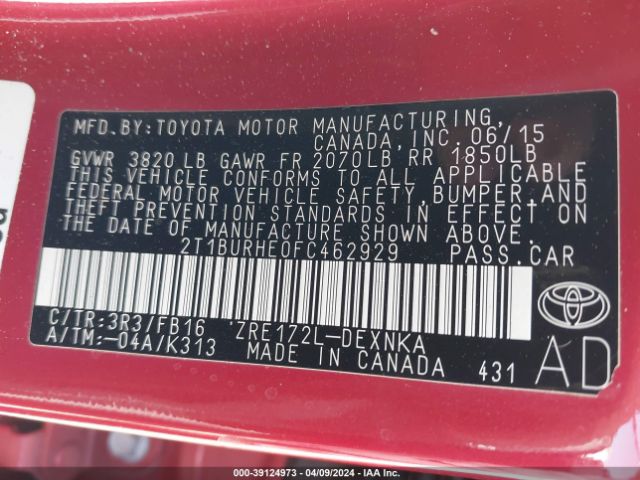 MFD.BY:TOYOTA MOTOR MANUFACTURING,
CANADA,INC. 06/15
GVWR 3820 LB GAWR FR 2070LB RR 1850LB
THIS VEHICLE CONFORMS TO ALL APPLICABLE
FEDERAL MOTOR VEHICLE SAFETY,BUMPER,AND
THEFT PREVENTION STANDARDS IN EFFECT ON
THE DATE OF MANUFACTURE SHOWN ABOVE.
2T1BURHE0FC462929 PASS.CAR
C/TR:3R3/FB16 ZRE172L-DEXNKA
A/TM:-04A/K313 MADE IN CANADA 431
AD
000-39124973 - 04/09/2024 - IAA Inc.